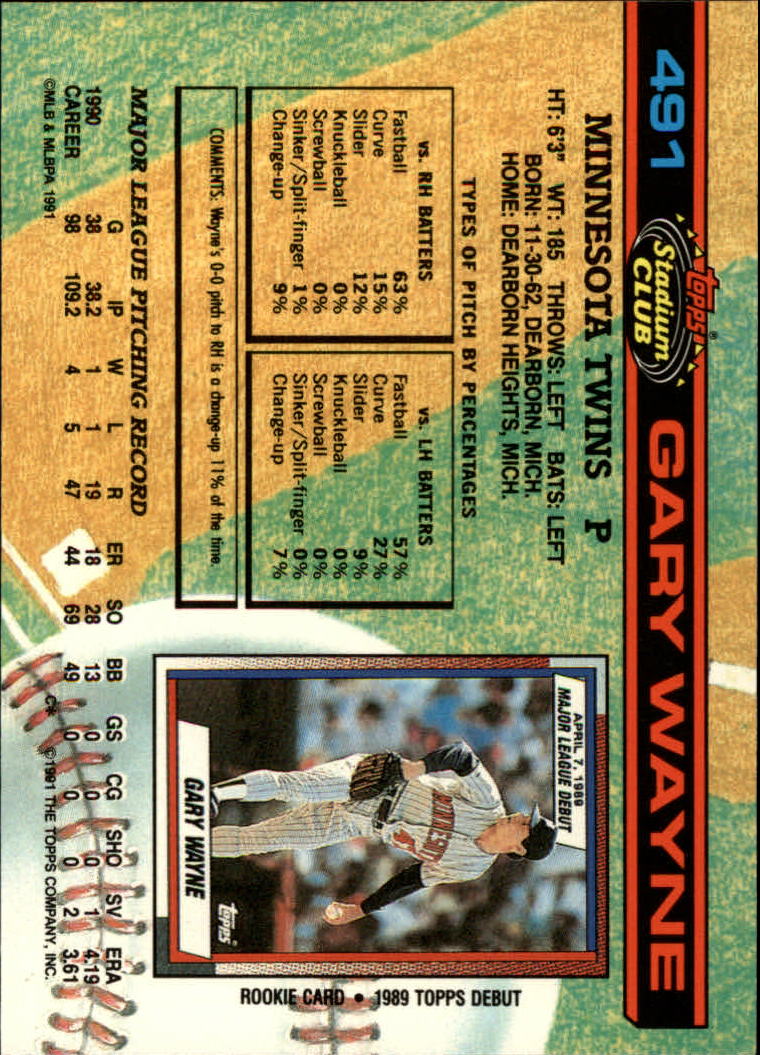 491
TOPPS®
Stadium
CLUB
GARY WAYNE
MINNESOTA TWINS P
HT: 6'3" WT: 185 THROWS: LEFT BATS: LEFT
BORN: 11-30-62, DEARBORN, MICH.
HOME: DEARBORN HEIGHTS, MICH.
TYPES OF PITCH BY PERCENTAGES
vs. RH BATTERS
Fastball 63%
Curve 15%
Slider 12%
Knuckleball 0%
Screwball 0%
Sinker/Split-finger 1%
Change-up 9%
vs. LH BATTERS
Fastball 57%
Curve 27%
Slider 9%
Knuckleball 0%
Screwball 0%
Sinker/Split-finger 0%
Change-up 7%
COMMENTS: Wayne's 0-0 pitch to RH is a change-up 11% of the time.
MAJOR LEAGUE PITCHING RECORD
G IP W L R ER SO BB GS CG SHO SV ERA
1990 38 38.2 1 1 19 18 28 13 0 0 0 1 4.19
CAREER 98 109.2 4 5 47 44 69 49 0 0 0 2 3.61
©MLB & MLBPA 1991
C* ©1991 THE TOPPS COMPANY, INC.
APRIL 7, 1989
MAJOR LEAGUE DEBUT
MINNESOTA
4
GARY WAYNE
TOPPS®
ROOKIE CARD • 1989 TOPPS DEBUT